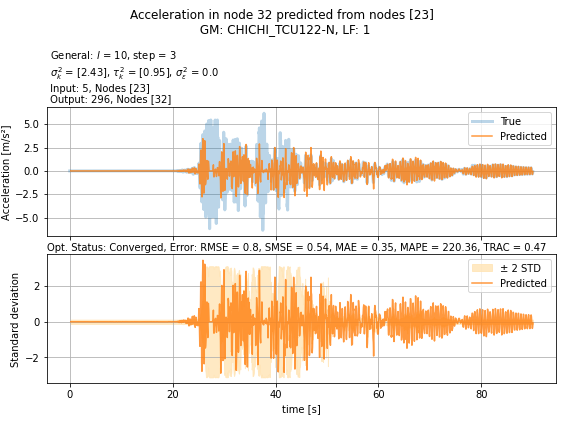 Acceleration in node 32 predicted from nodes [23]
GM: CHICHI_TCU122-N, LF: 1
General: l = 10, step = 3
σ²ₖ = [2.43], τ²ₖ = [0.95], σ²ε = 0.0
Input: 5, Nodes [23]
Output: 296, Nodes [32]
Acceleration [m/s²]
5.0
2.5
0.0
−2.5
−5.0
True
Predicted
Opt. Status: Converged, Error: RMSE = 0.8, SMSE = 0.54, MAE = 0.35, MAPE = 220.36, TRAC = 0.47
Standard deviation
2
0
−2
± 2 STD
Predicted
0 20 40 60 80
time [s]